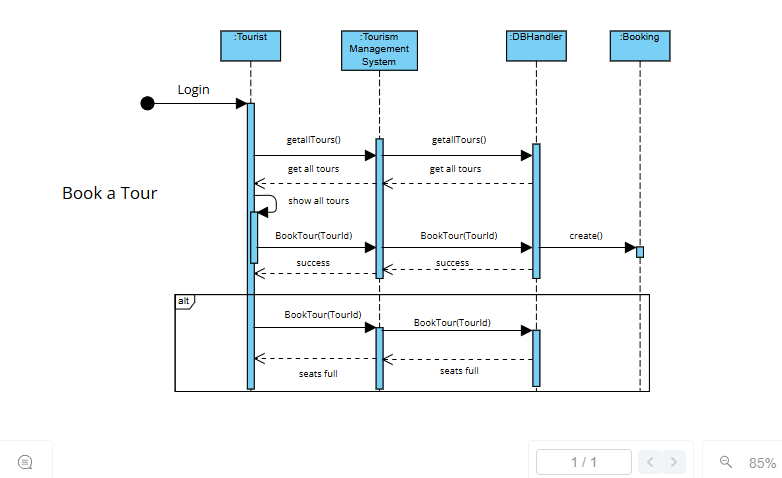 :Tourist
:Tourism
Management
System
:DBHandler
:Booking
Login
getallTours()
getallTours()
get all tours
get all tours
Book a Tour
show all tours
BookTour(TourId)
BookTour(TourId)
create()
success
success
alt
BookTour(TourId)
BookTour(TourId)
seats full
seats full
1 / 1
85%